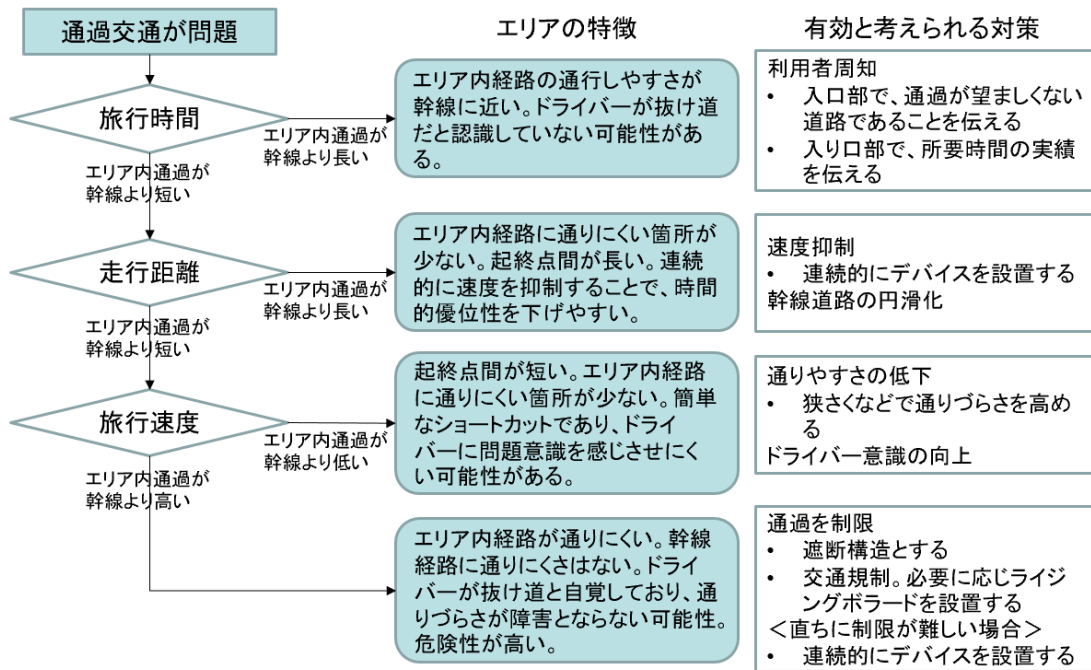 通過交通が問題
エリアの特徴
有効と考えられる対策
旅行時間
エリア内通過が
幹線より長い
エリア内経路の通行しやすさが
幹線に近い。ドライバーが抜け道
だと認識していない可能性があ
る。
利用者周知
• 入口部で、通過が望ましくない
道路であることを伝える
• 入り口部で、所要時間の実績
を伝える
エリア内通過が
幹線より短い
走行距離
エリア内通過が
幹線より長い
エリア内経路に通りにくい箇所が
少ない。起終点間が長い。連続
的に速度を抑制することで、時間
的優位性を下げやすい。
速度抑制
• 連続的にデバイスを設置する
幹線道路の円滑化
エリア内通過が
幹線より短い
旅行速度
エリア内通過が
幹線より低い
起終点間が短い。エリア内経路
に通りにくい箇所が少ない。簡単
なショートカットであり、ドライ
バーに問題意識を感じさせにく
い可能性がある。
通りやすさの低下
• 狭さくなどで通りづらさを高め
る
ドライバー意識の向上
エリア内通過が
幹線より高い
エリア内経路が通りにくい。幹線
経路に通りにくさはない。ドライ
バーが抜け道と自覚しており、通
りづらさが障害とならない可能性。
危険性が高い。
通過を制限
• 遮断構造とする
• 交通規制。必要に応じライジ
ングボラードを設置する
＜直ちに制限が難しい場合＞
• 連続的にデバイスを設置する